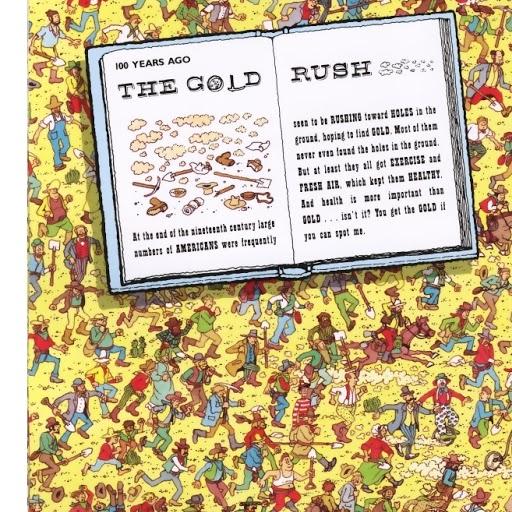 100 YEARS AGO
THE GOLD RUSH
At the end of the nineteenth century large
numbers of AMERICANS were frequently
seen to be RUSHING toward HOLES in the
ground, hoping to find GOLD. Most of them
never even found the holes in the ground.
But at least they all got EXERCISE and
FRESH AIR, which kept them HEALTHY.
And health is more important than
GOLD . . . isn't it? You get the GOLD if
you can spot me.